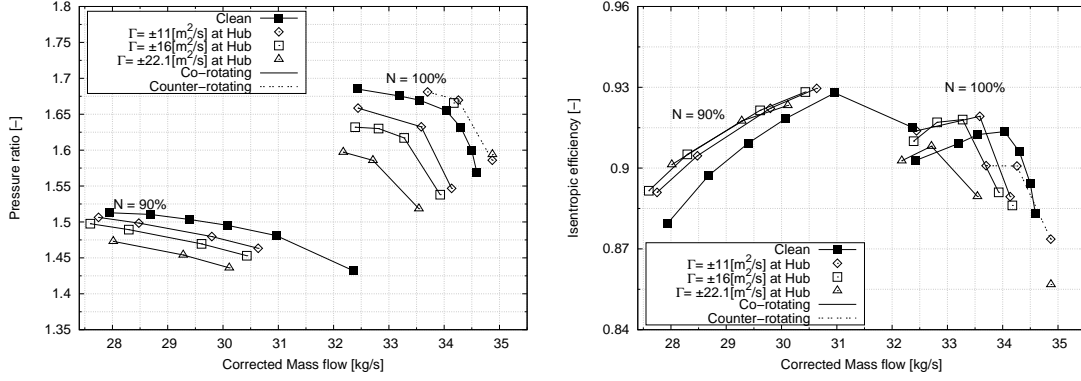 1.8
1.75
1.7
1.65
1.6
1.55
1.5
1.45
1.4
1.35
Pressure ratio [−]
Clean
Γ= ±11[m²/s] at Hub
Γ= ±16[m²/s] at Hub
Γ= ±22.1[m²/s] at Hub
Co−rotating
Counter−rotating
N = 100%
N = 90%
28 29 30 31 32 33 34 35
Corrected Mass flow [kg/s]
0.96
0.93
0.9
0.87
0.84
Isentropic efficiency [−]
N = 90%
N = 100%
Clean
Γ= ±11[m²/s] at Hub
Γ= ±16[m²/s] at Hub
Γ= ±22.1[m²/s] at Hub
Co−rotating
Counter−rotating
28 29 30 31 32 33 34 35
Corrected Mass flow [kg/s]